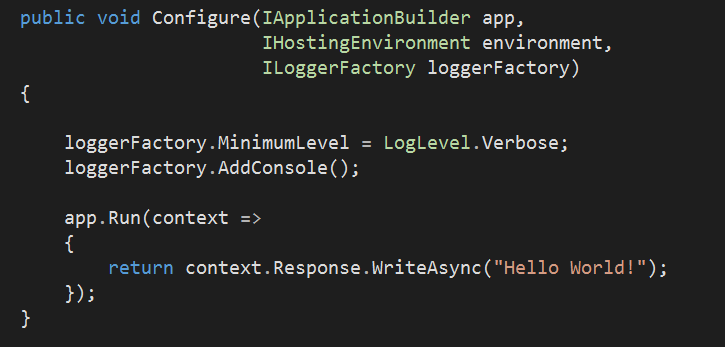 public void Configure(IApplicationBuilder app,
                      IHostingEnvironment environment,
                      ILoggerFactory loggerFactory)
{
    loggerFactory.MinimumLevel = LogLevel.Verbose;
    loggerFactory.AddConsole();
    app.Run(context =>
    {
        return context.Response.WriteAsync("Hello World!");
    });
}